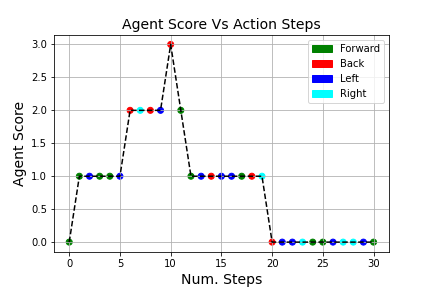 Agent Score Vs Action Steps
3.0
2.5
2.0
1.5
1.0
0.5
0.0
Agent Score
Forward
Back
Left
Right
0 5 10 15 20 25 30
Num. Steps